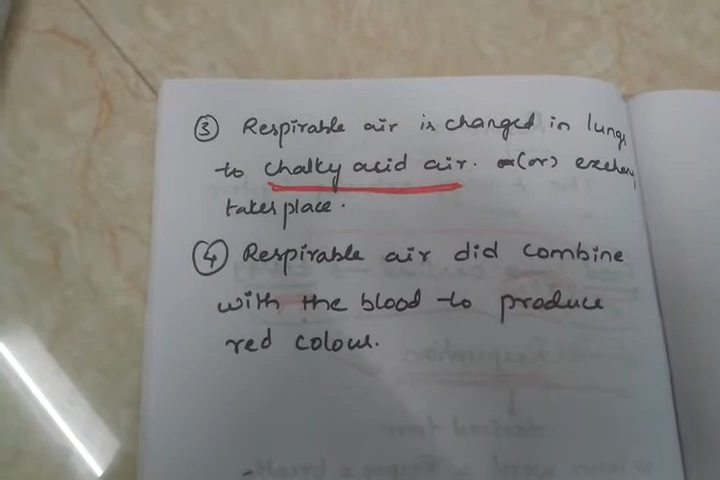 ③ Respirable air is changed in lungs
to chalky acid air. (or)
takes place.
④ Respirable air did combine
with the blood to produce
red colour.